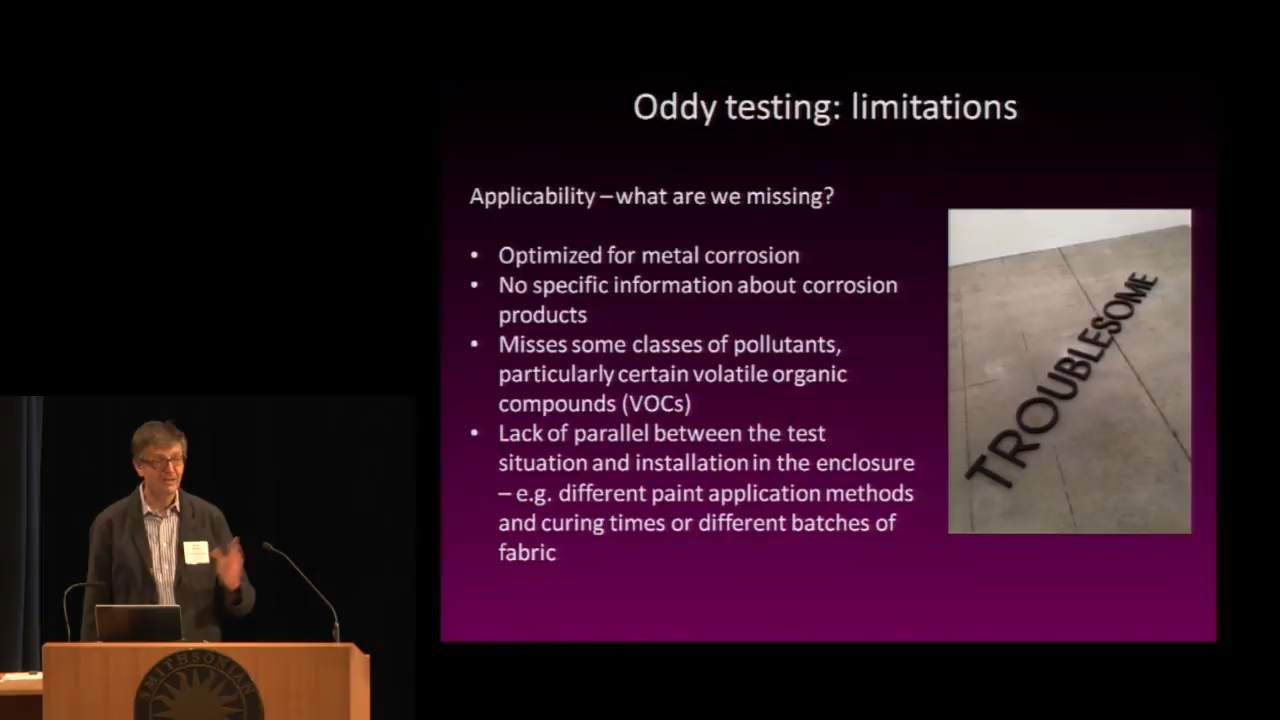 Oddy testing: limitations
Applicability – what are we missing?
• Optimized for metal corrosion
• No specific information about corrosion
products
• Misses some classes of pollutants,
particularly certain volatile organic
compounds (VOCs)
• Lack of parallel between the test
situation and installation in the enclosure
– e.g. different paint application methods
and curing times or different batches of
fabric
TROUBLESOME
SMITHSONIAN